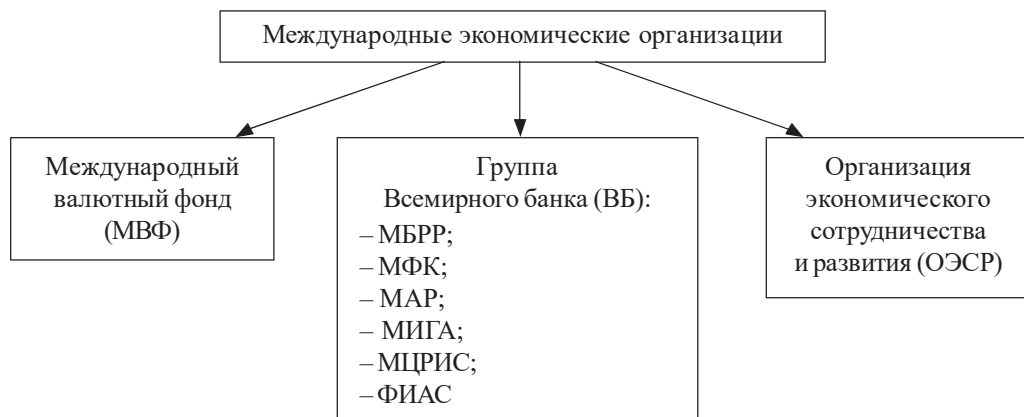 Международные экономические организации
Международный
валютный фонд
(МВФ)
Группа
Всемирного банка (ВБ):
– МБРР;
– МФК;
– МАР;
– МИГА;
– МЦРИС;
– ФИАС
Организация
экономического
сотрудничества
и развития (ОЭСР)